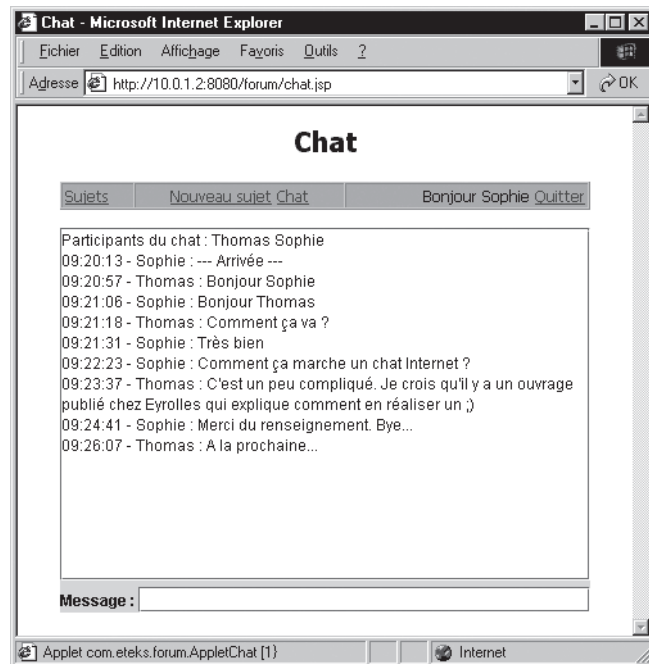 Chat - Microsoft Internet Explorer
Fichier Edition Affichage Favoris Outils ?
Adresse http://10.0.1.2:8080/forum/chat.jsp OK
Chat
Sujets Nouveau sujet Chat Bonjour Sophie Quitter
Participants du chat : Thomas Sophie
09:20:13 - Sophie : --- Arrivée ---
09:20:57 - Thomas : Bonjour Sophie
09:21:06 - Sophie : Bonjour Thomas
09:21:18 - Thomas : Comment ça va ?
09:21:31 - Sophie : Très bien
09:22:23 - Sophie : Comment ça marche un chat Internet ?
09:23:37 - Thomas : C'est un peu compliqué. Je crois qu'il y a un ouvrage
publié chez Eyrolles qui explique comment en réaliser un ;)
09:24:41 - Sophie : Merci du renseignement. Bye...
09:26:07 - Thomas : A la prochaine...
Message :
Applet com.eteks.forum.AppletChat [1} Internet